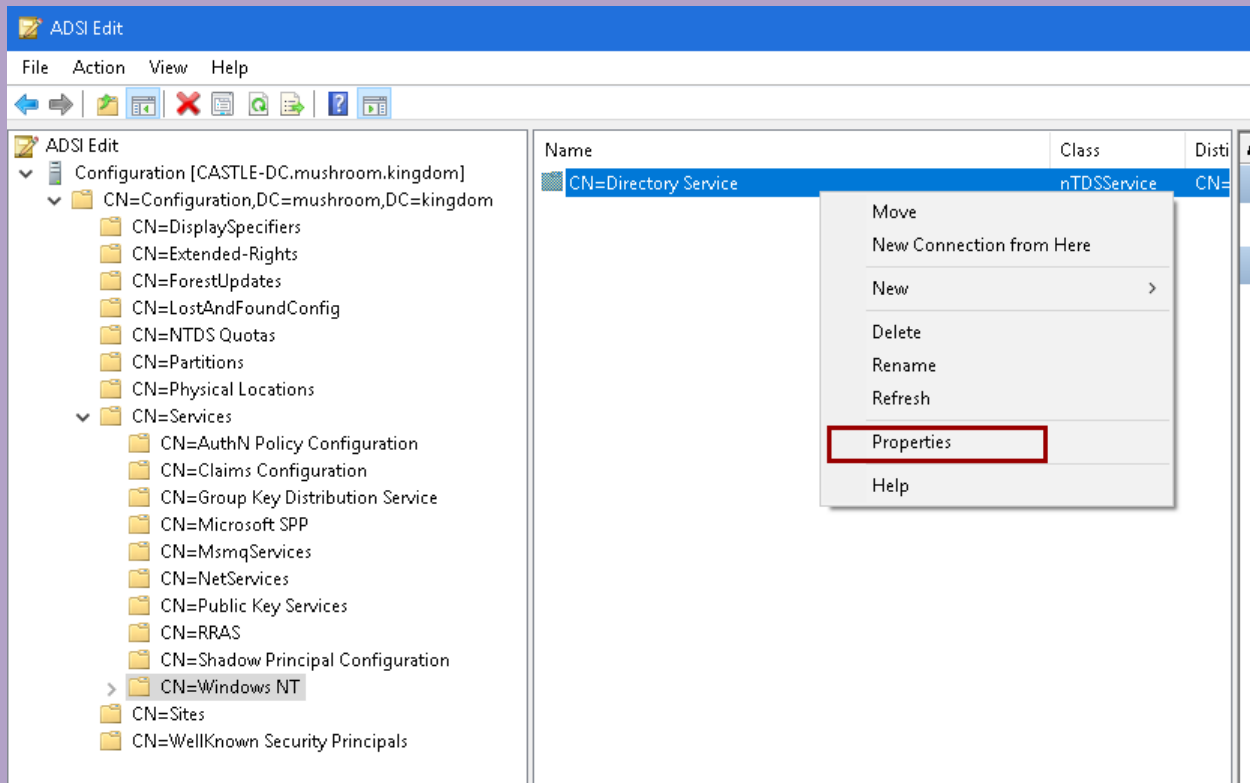 ADSI Edit
File Action View Help
ADSI Edit
Configuration [CASTLE-DC.mushroom.kingdom]
CN=Configuration,DC=mushroom,DC=kingdom
CN=DisplaySpecifiers
CN=Extended-Rights
CN=ForestUpdates
CN=LostAndFoundConfig
CN=NTDS Quotas
CN=Partitions
CN=Physical Locations
CN=Services
CN=AuthN Policy Configuration
CN=Claims Configuration
CN=Group Key Distribution Service
CN=Microsoft SPP
CN=MsmqServices
CN=NetServices
CN=Public Key Services
CN=RRAS
CN=Shadow Principal Configuration
CN=Windows NT
CN=Sites
CN=WellKnown Security Principals
Name Class Disti
CN=Directory Service nTDSService CN=
Move
New Connection from Here
New
Delete
Rename
Refresh
Properties
Help